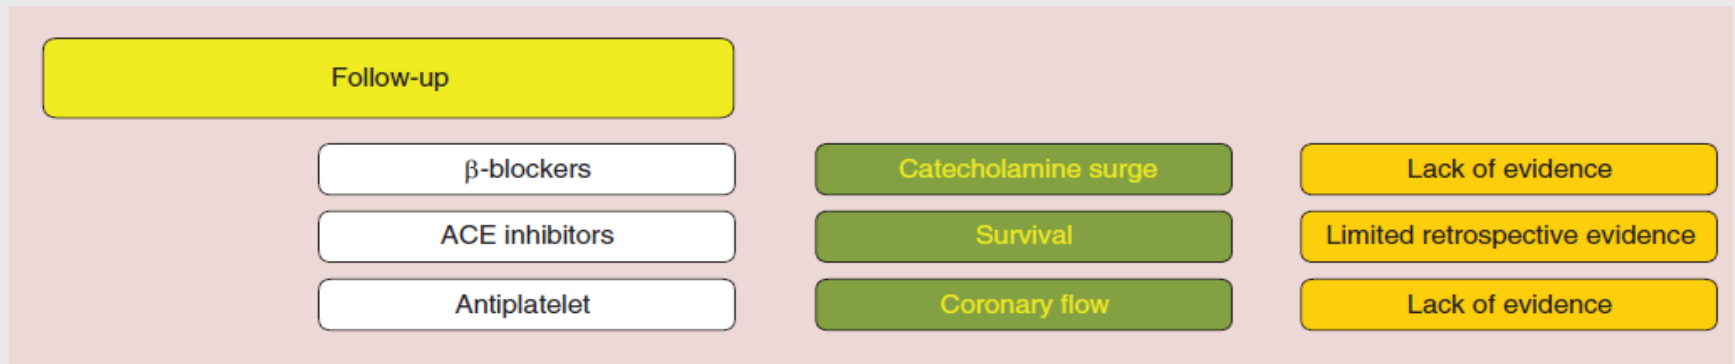 Follow-up
β-blockers Catecholamine surge Lack of evidence
ACE inhibitors Survival Limited retrospective evidence
Antiplatelet Coronary flow Lack of evidence